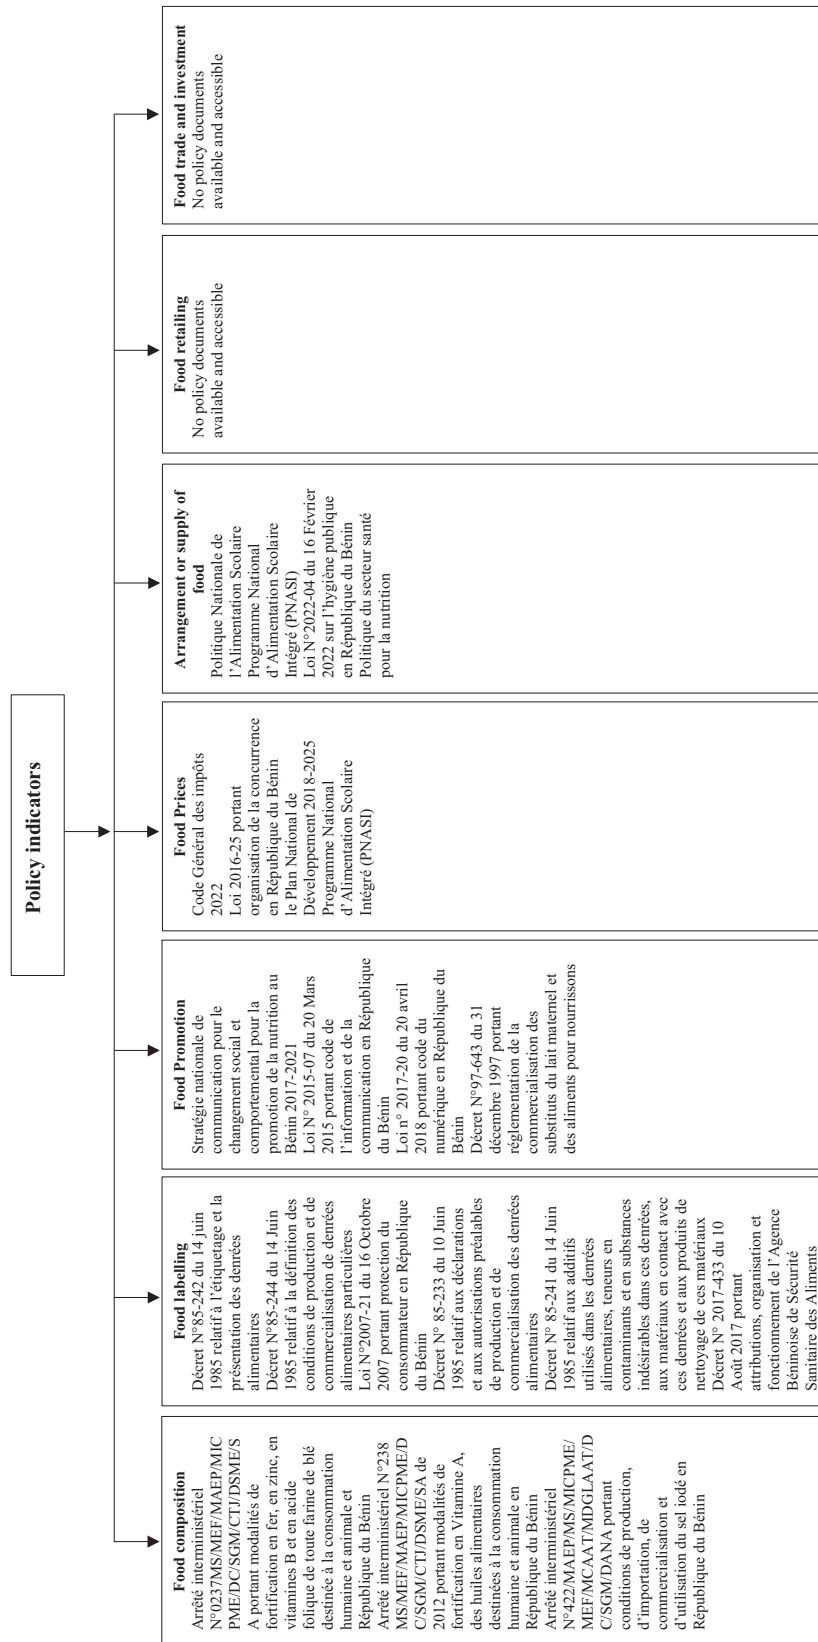 Policy indicators
Food composition
Arrêté interministériel
N°0237MS/MEF/MAEP/MIC
PME/DC/SGM/CTJ/DSME/S
A portant modalités de
fortification en fer, en zinc, en
vitamines B et en acide
folique de toute farine de blé
destinée à la consommation
humaine et animale et
République du Bénin
Arrêté interministériel N°238
MS/MEF/MAEP/MICPME/D
C/SGM/CTJ/DSME/SA de
2012 portant modalités de
fortification en Vitamine A,
des huiles alimentaires
destinées à la consommation
humaine et animale en
République du Bénin
Arrêté interministériel
N°422/MAEP/MS/MICPME/
MEF/MCAAT/MDGLAAT/D
C/SGM/DANA portant
conditions de production,
d'importation, de
commercialisation et
d'utilisation du sel iodé en
République du Bénin
Food labelling
Décret N°85-242 du 14 juin
1985 relatif à l'étiquetage et la
présentation des denrées
alimentaires
Décret N°85-244 du 14 Juin
1985 relatif à la définition des
conditions de production et de
commercialisation de denrées
alimentaires particulières
Loi N°2007-21 du 16 Octobre
2007 portant protection du
consommateur en République
du Bénin
Décret N° 85-233 du 10 Juin
1985 relatif aux déclarations
et aux autorisations préalables
de production et de
commercialisation des denrées
alimentaires
Décret N° 85-241 du 14 Juin
1985 relatif aux additifs
utilisés dans les denrées
alimentaires, teneurs en
contaminants et en substances
indésirables dans ces denrées,
aux matériaux en contact avec
ces denrées et aux produits de
nettoyage de ces matériaux
Décret N° 2017-433 du 10
Août 2017 portant
attributions, organisation et
fonctionnement de l'Agence
Béninoise de Sécurité
Sanitaire des Aliments
Food Promotion
Stratégie nationale de
communication pour le
changement social et
comportemental pour la
promotion de la nutrition au
Bénin 2017-2021
Loi N° 2015-07 du 20 Mars
2015 portant code de
l'information et de la
communication en République
du Bénin
Loi n° 2017-20 du 20 avril
2018 portant code du
numérique en République du
Bénin
Décret N°97-643 du 31
décembre 1997 portant
réglementation de la
commercialisation des
substituts du lait maternel et
des aliments pour nourrissons
Food Prices
Code Général des impôts
2022
Loi 2016-25 portant
organisation de la concurrence
en République du Bénin
le Plan National de
Développement 2018-2025
Programme National
d'Alimentation Scolaire
Intégré (PNASI)
Arrangement or supply of
food
Politique Nationale de
l'Alimentation Scolaire
Programme National
d'Alimentation Scolaire
Intégré (PNASI)
Loi N°2022-04 du 16 Février
2022 sur l'hygiène publique
en République du Bénin
Politique du secteur santé
pour la nutrition
Food retailing
No policy documents
available and accessible
Food trade and investment
No policy documents
available and accessible